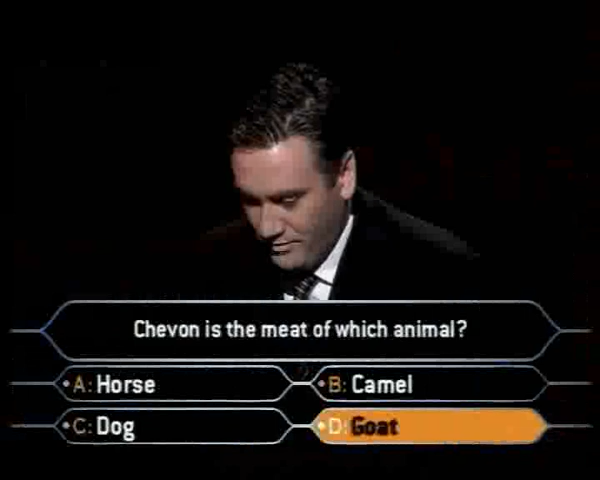 Chevon is the meat of which animal?
A: Horse
B: Camel
C: Dog
D: Goat